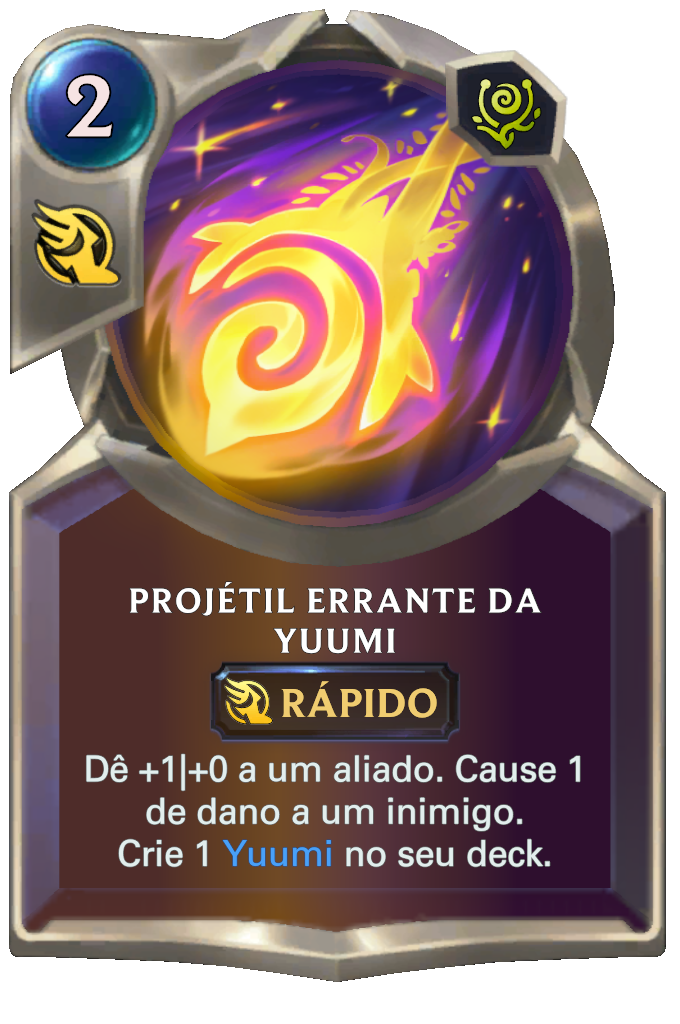 2
PROJÉTIL ERRANTE DA
YUUMI
RÁPIDO
Dê +1|+0 a um aliado. Cause 1
de dano a um inimigo.
Crie 1 Yuumi no seu deck.